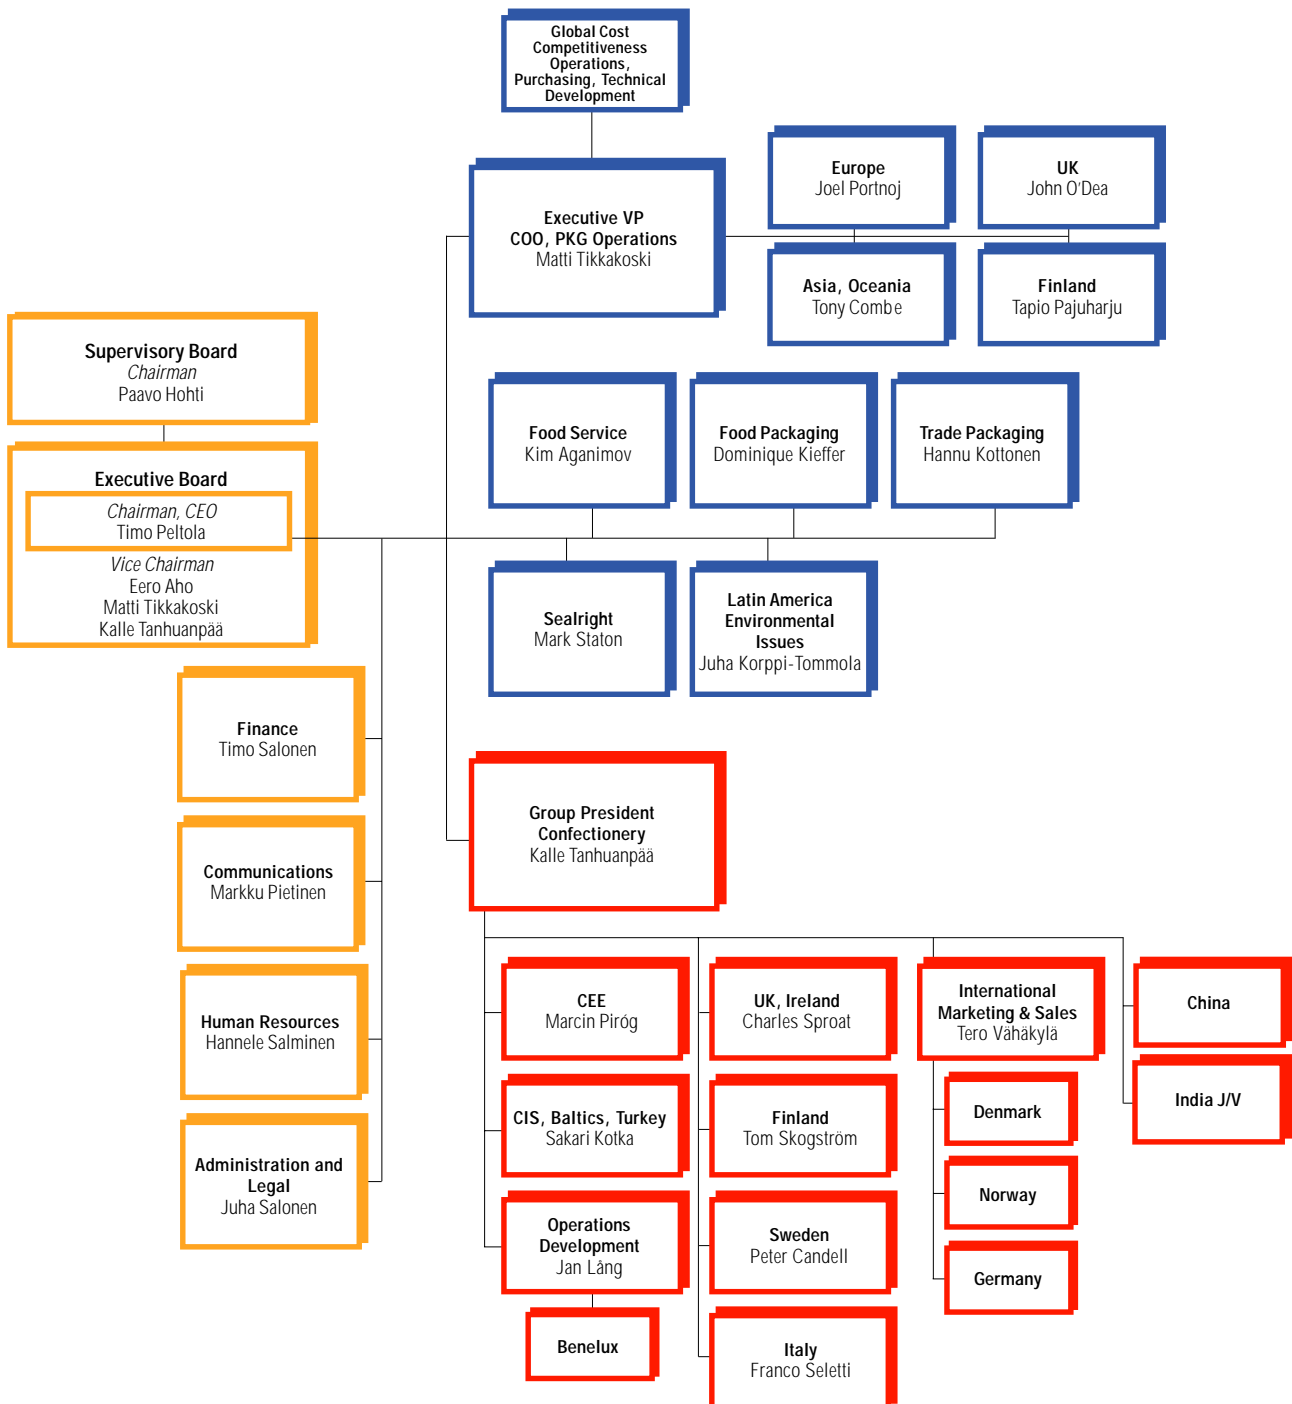 Global Cost
Competitiveness
Operations,
Purchasing, Technical
Development
Executive VP
COO, PKG Operations
Matti Tikkakoski
Europe
Joel Portnoj
UK
John O'Dea
Asia, Oceania
Tony Combe
Finland
Tapio Pajuharju
Supervisory Board
Chairman
Paavo Hohti
Executive Board
Chairman, CEO
Timo Peltola
Vice Chairman
Eero Aho
Matti Tikkakoski
Kalle Tanhuanpää
Food Service
Kim Aganimov
Food Packaging
Dominique Kieffer
Trade Packaging
Hannu Kottonen
Sealright
Mark Staton
Latin America
Environmental
Issues
Juha Korppi-Tommola
Finance
Timo Salonen
Communications
Markku Pietinen
Human Resources
Hannele Salminen
Administration and
Legal
Juha Salonen
Group President
Confectionery
Kalle Tanhuanpää
CEE
Marcin Piróg
CIS, Baltics, Turkey
Sakari Kotka
Operations
Development
Jan Lång
Benelux
UK, Ireland
Charles Sproat
Finland
Tom Skogström
Sweden
Peter Candell
Italy
Franco Seletti
International
Marketing & Sales
Tero Vähäkylä
Denmark
Norway
Germany
China
India J/V